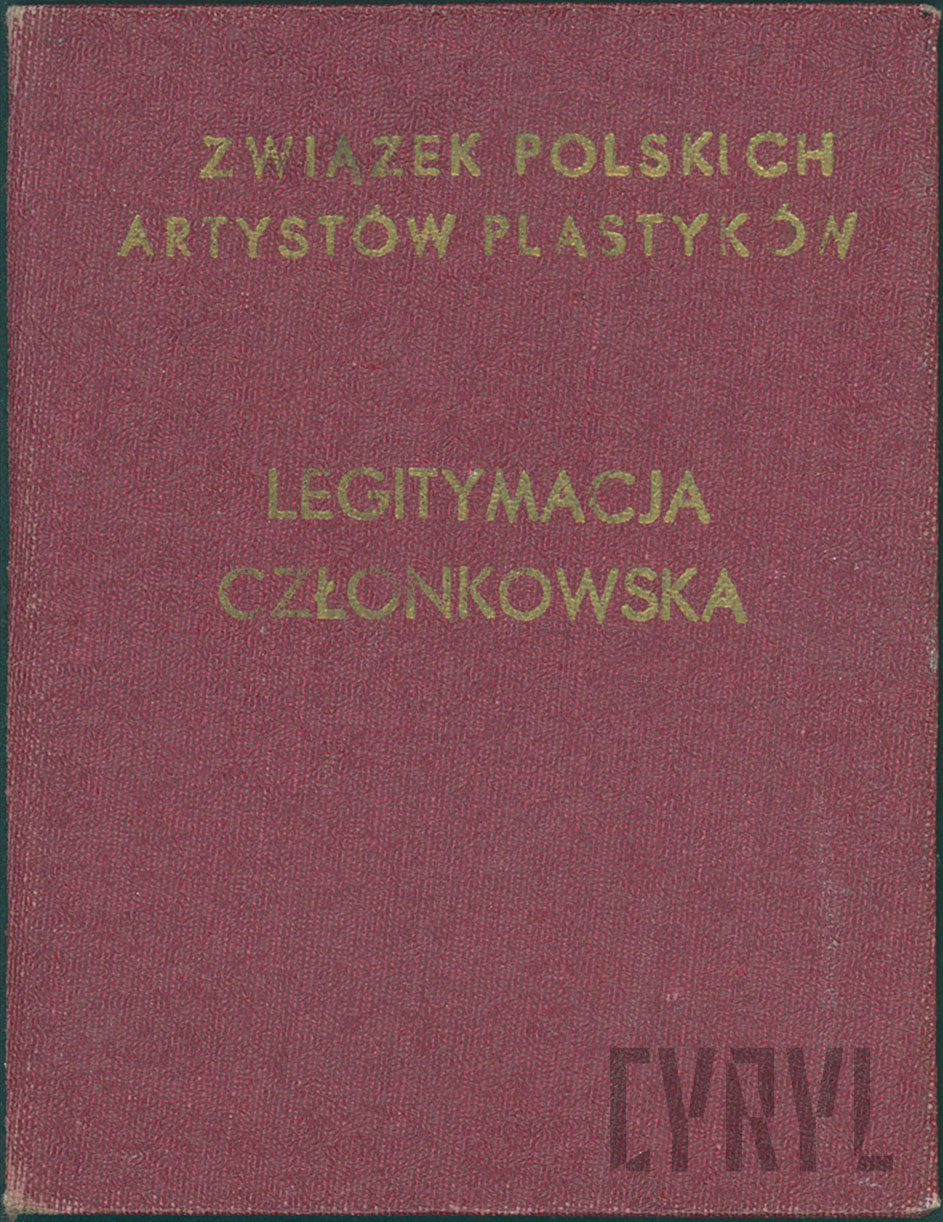 ZWIĄZEK POLSKICH
ARTYSTÓW PLASTYKÓW
LEGITYMACJA
CZŁONKOWSKA
CYRYL